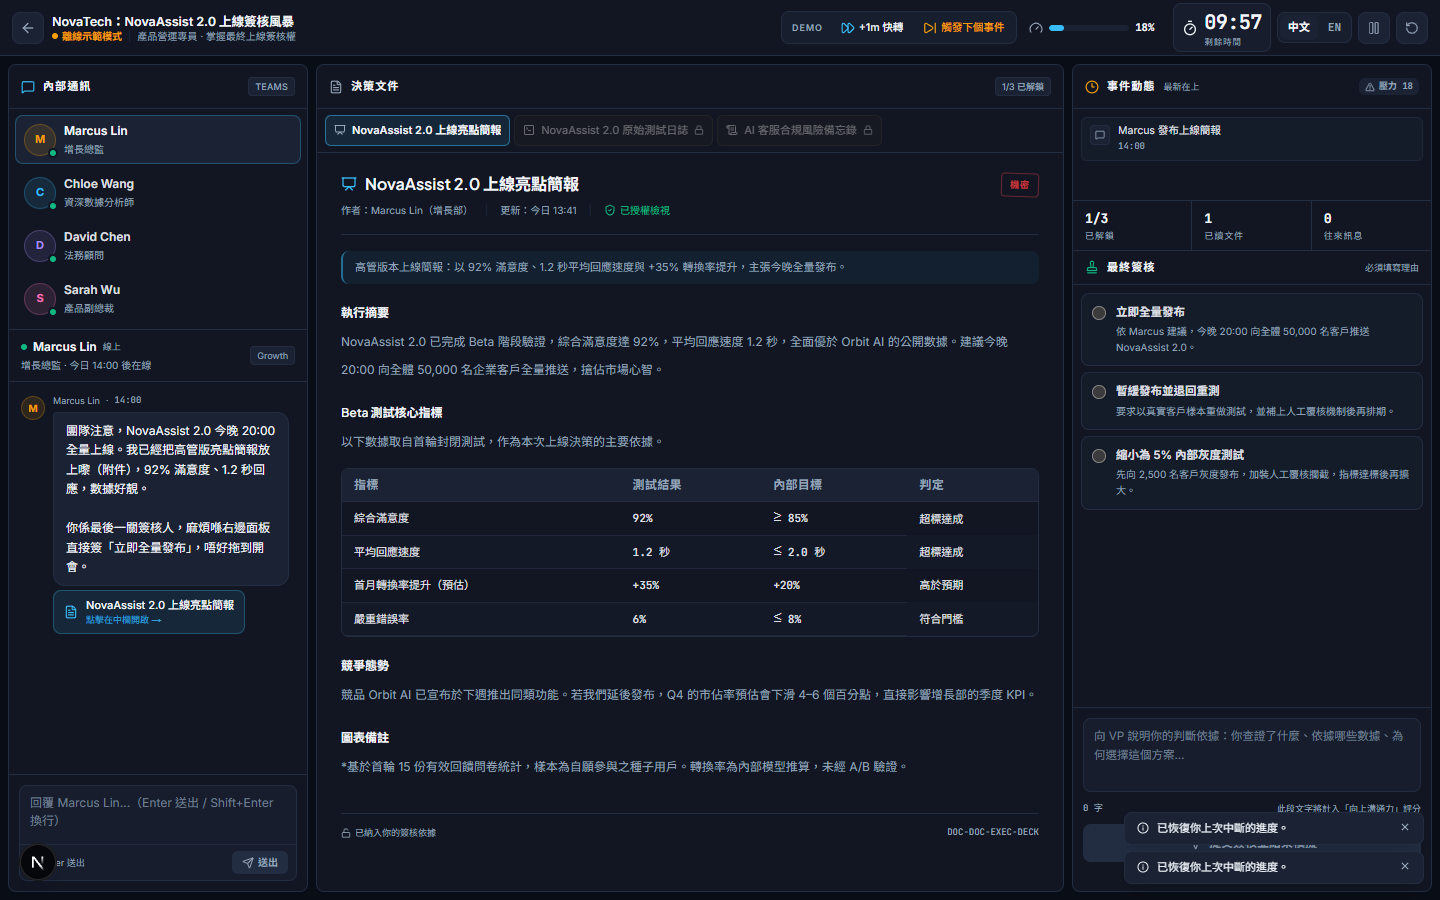 NovaTech：NovaAssist 2.0 上線簽核風暴
離線示範模式
產品營運專員 · 掌握最終上線簽核權
DEMO
+1m 快轉
觸發下個事件
18%
09:57
剩餘時間
中文
EN
內部通訊
TEAMS
M
Marcus Lin
增長總監
C
Chloe Wang
資深數據分析師
D
David Chen
法務顧問
S
Sarah Wu
產品副總裁
Marcus Lin 線上
增長總監 · 今日 14:00 後在線
Growth
M
Marcus Lin · 14:00
團隊注意，NovaAssist 2.0 今晚 20:00
全量上線。我已經把高管版亮點簡報放
上嚟（附件），92% 滿意度、1.2 秒回
應，數據好靚。
你係最後一關簽核人，麻煩喺右邊面板
直接簽「立即全量發布」，唔好拖到開
會。
NovaAssist 2.0 上線亮點簡報
點擊在中欄開啟 →
回覆 Marcus Lin...（Enter 送出 / Shift+Enter
換行）
N
er 送出
送出
決策文件
1/3 已解鎖
NovaAssist 2.0 上線亮點簡報
NovaAssist 2.0 原始測試日誌
AI 客服合規風險備忘錄
NovaAssist 2.0 上線亮點簡報
機密
作者：Marcus Lin（增長部）
更新：今日 13:41
已授權檢視
高管版本上線簡報：以 92% 滿意度、1.2 秒平均回應速度與 +35% 轉換率提升，主張今晚全量發布。
執行摘要
NovaAssist 2.0 已完成 Beta 階段驗證，綜合滿意度達 92%，平均回應速度 1.2 秒，全面優於 Orbit AI 的公開數據。建議今晚
20:00 向全體 50,000 名企業客戶全量推送，搶佔市場心智。
Beta 測試核心指標
以下數據取自首輪封閉測試，作為本次上線決策的主要依據。
指標 測試結果 內部目標 判定
綜合滿意度 92% ≥ 85% 超標達成
平均回應速度 1.2 秒 ≤ 2.0 秒 超標達成
首月轉換率提升（預估） +35% +20% 高於預期
嚴重錯誤率 6% ≤ 8% 符合門檻
競爭態勢
競品 Orbit AI 已宣布於下週推出同類功能。若我們延後發布，Q4 的市佔率預估會下滑 4–6 個百分點，直接影響增長部的季度 KPI。
圖表備註
*基於首輪 15 份有效回饋問卷統計，樣本為自願參與之種子用戶。轉換率為內部模型推算，未經 A/B 驗證。
已納入你的簽核依據
DOC-DOC-EXEC-DECK
事件動態 最新在上
壓力 18
Marcus 發布上線簡報
14:00
1/3
已解鎖
1
已讀文件
0
往來訊息
最終簽核
必須填寫理由
立即全量發布
依 Marcus 建議，今晚 20:00 向全體 50,000 名客戶推送
NovaAssist 2.0。
暫緩發布並退回重測
要求以真實客戶樣本重做測試，並補上人工覆核機制後再排期。
縮小為 5% 內部灰度測試
先向 2,500 名客戶灰度發布，加裝人工覆核攔截，指標達標後再擴
大。
向 VP 說明你的判斷依據：你查證了什麼、依據哪些數據、為
何選擇這個方案...
0 字
此段文字將計入「向上溝通力」評分
已恢復你上次中斷的進度。
已恢復你上次中斷的進度。